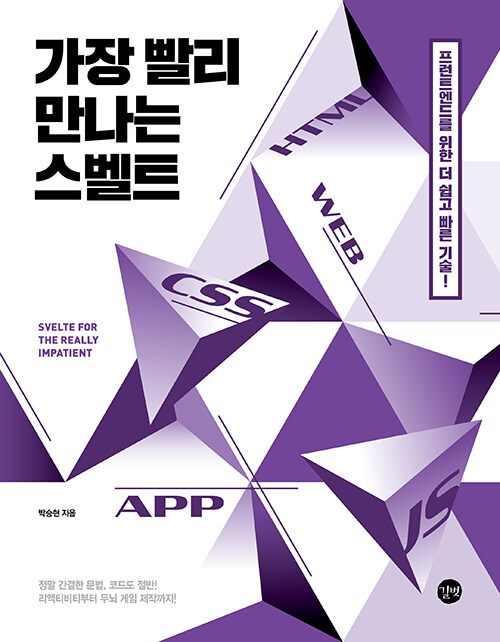 가장 빨리
만나는
스벨트
프런트엔드를 위한 더 쉽고 빠른 기술!
HTML
WEB
CSS
SVELTE FOR
THE REALLY
IMPATIENT
JS
APP
박승현 지음
정말 간결한 문법, 코드도 절반!
리액티비티부터 두뇌 게임 제작까지!
길벗